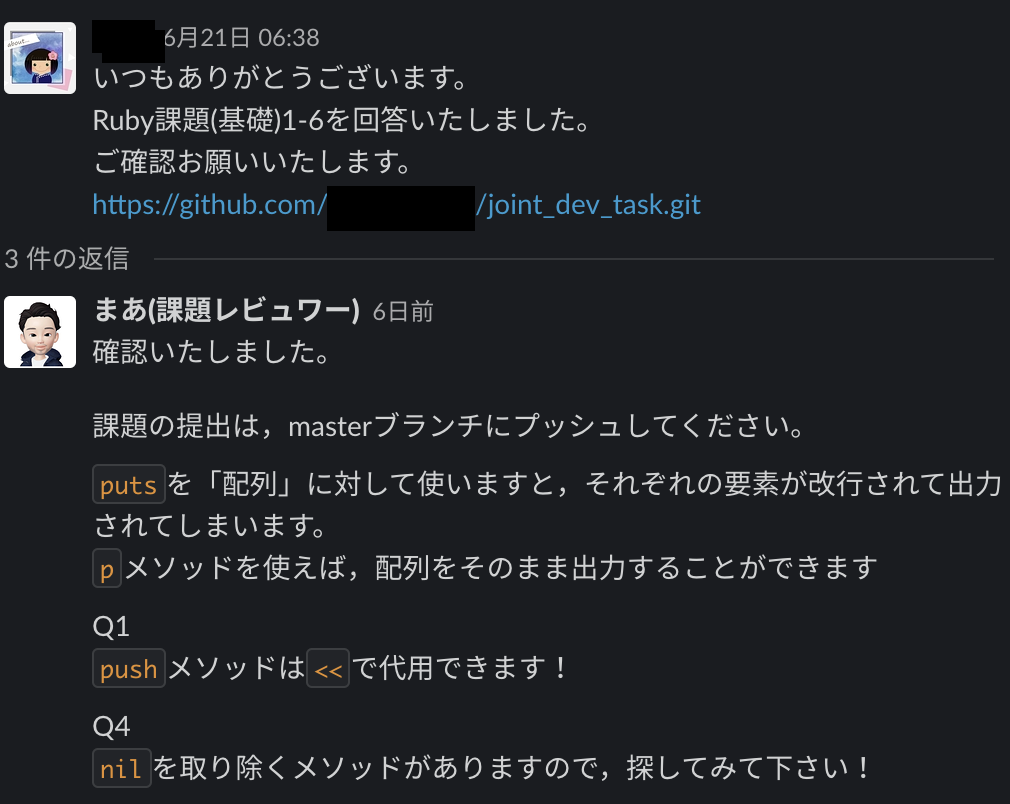 6月21日 06:38
いつもありがとうございます。
Ruby課題(基礎)1-6を回答いたしました。
ご確認お願いいたします。
https://github.com/ /joint_dev_task.git
3 件の返信
まあ(課題レビュワー) 6日前
確認いたしました。
課題の提出は，masterブランチにプッシュしてください。
putsを「配列」に対して使いますと，それぞれの要素が改行されて出力
されてしまいます。
pメソッドを使えば，配列をそのまま出力することができます
Q1
pushメソッドは<<で代用できます！
Q4
nilを取り除くメソッドがありますので，探してみて下さい！